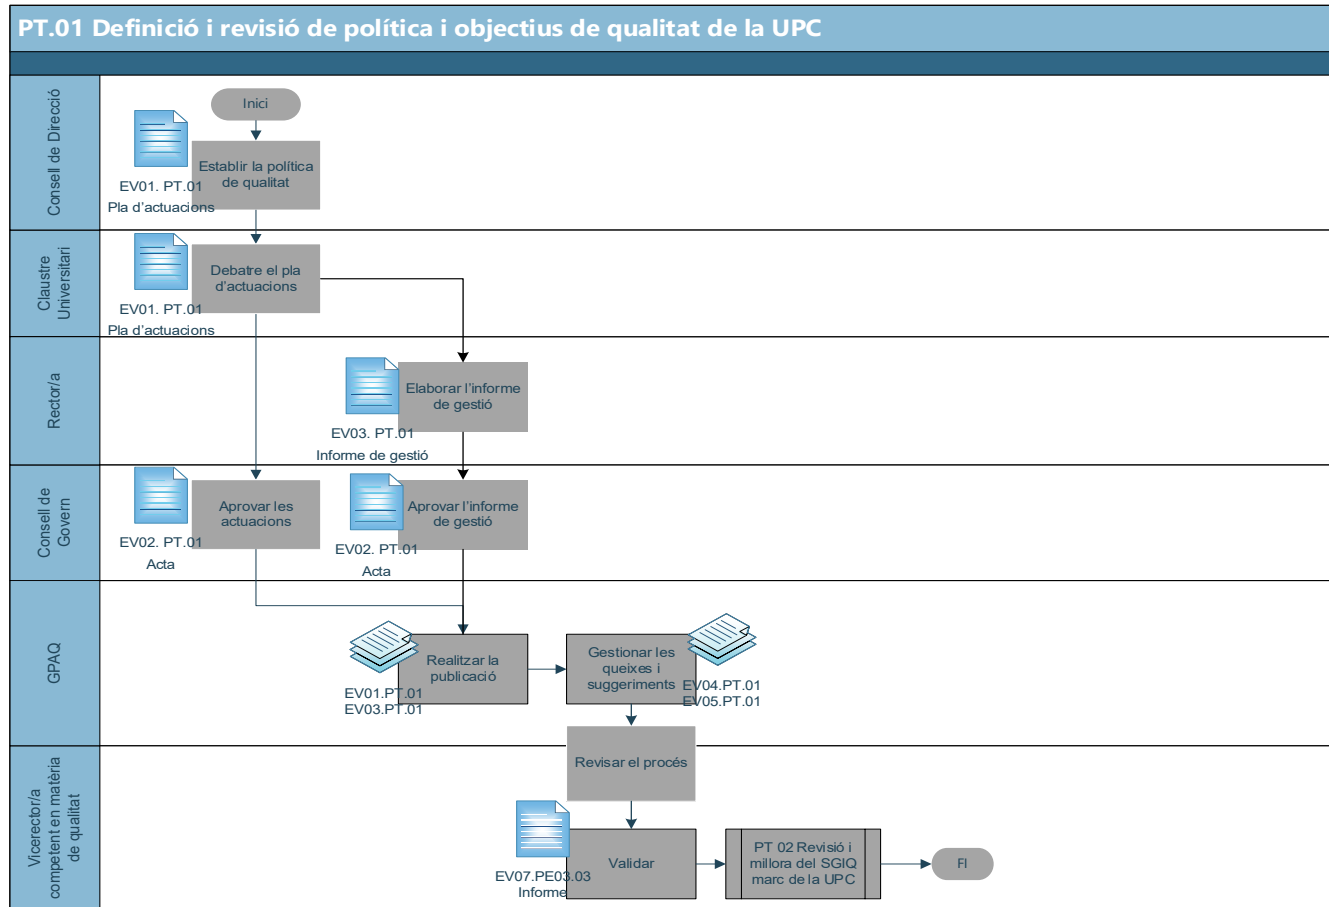 PT.01 Definició i revisió de política i objectius de qualitat de la UPC
Consell de Direcció
Inici
Establir la política
de qualitat
EV01. PT.01
Pla d'actuacions
Claustre
Universitari
Debatre el pla
d'actuacions
EV01. PT.01
Pla d'actuacions
Rector/a
Elaborar l'informe
de gestió
EV03. PT.01
Informe de gestió
Consell de
Govern
Aprovar les
actuacions
EV02. PT.01
Acta
Aprovar l'informe
de gestió
EV02. PT.01
Acta
GPAQ
Realitzar la
publicació
EV01.PT.01
EV03.PT.01
Gestionar les
queixes i
suggeriments
EV04.PT.01
EV05.PT.01
Revisar el procés
Vicerector/a
competent en matèria
de qualitat
Validar
EV07.PE03.03
Informe
PT 02 Revisió i
millora del SGIQ
marc de la UPC
FI